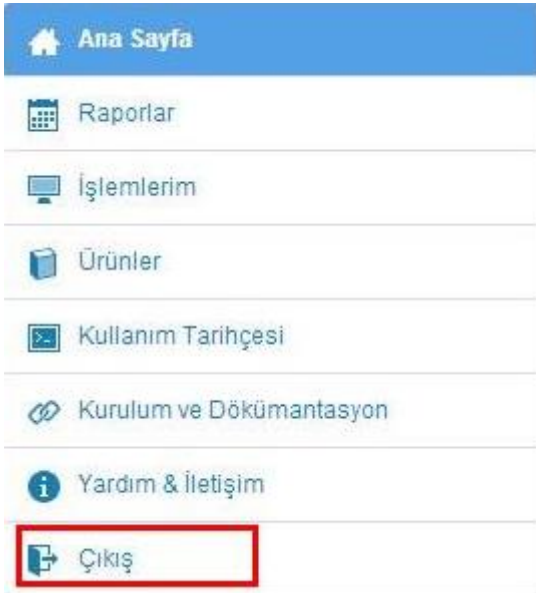 Ana Sayfa
Raporlar
İşlemlerim
Ürünler
Kullanım Tarihçesi
Kurulum ve Dökümantasyon
Yardım & İletişim
Çıkış